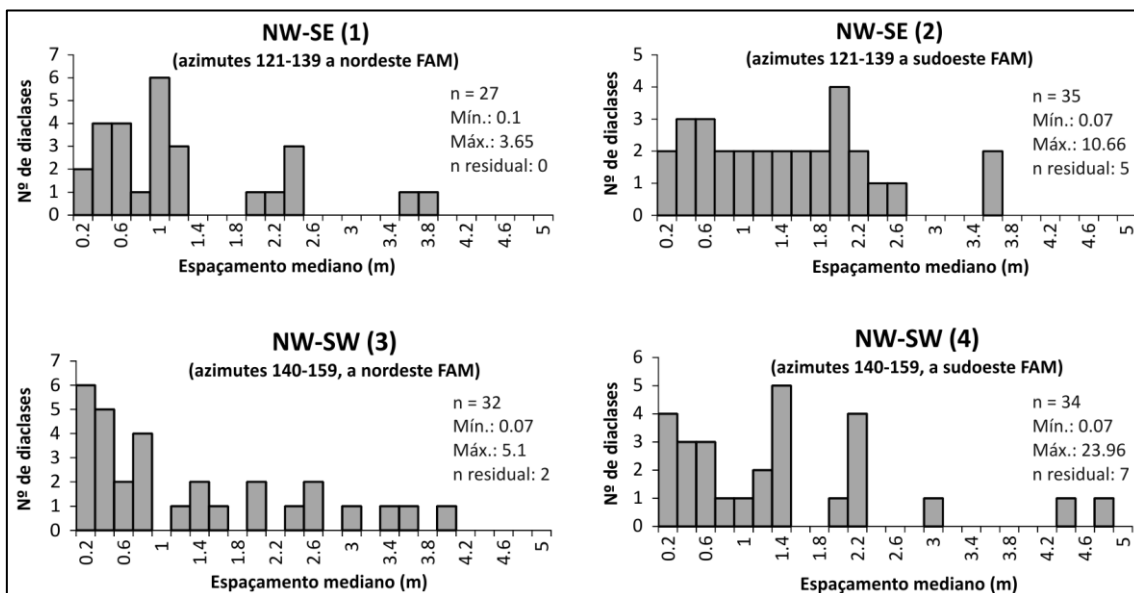 NW-SE (1)
(azimutes 121-139 a nordeste FAM)
Nº de diaclases
7
6
5
4
3
2
1
0
n = 27
Mín.: 0.1
Máx.: 3.65
n residual: 0
0.2 0.6 1 1.4 1.8 2.2 2.6 3 3.4 3.8 4.2 4.6 5
Espaçamento mediano (m)
NW-SE (2)
(azimutes 121-139 a sudoeste FAM)
Nº de diaclases
5
4
3
2
1
0
n = 35
Mín.: 0.07
Máx.: 10.66
n residual: 5
0.2 0.6 1 1.4 1.8 2.2 2.6 3 3.4 3.8 4.2 4.6 5
Espaçamento mediano (m)
NW-SW (3)
(azimutes 140-159, a nordeste FAM)
Nº de diaclases
7
6
5
4
3
2
1
0
n = 32
Mín.: 0.07
Máx.: 5.1
n residual: 2
0.2 0.6 1 1.4 1.8 2.2 2.6 3 3.4 3.8 4.2 4.6 5
Espaçamento mediano (m)
NW-SW (4)
(azimutes 140-159, a sudoeste FAM)
Nº de diaclases
6
5
4
3
2
1
0
n = 34
Mín.: 0.07
Máx.: 23.96
n residual: 7
0.2 0.6 1 1.4 1.8 2.2 2.6 3 3.4 3.8 4.2 4.6 5
Espaçamento mediano (m)